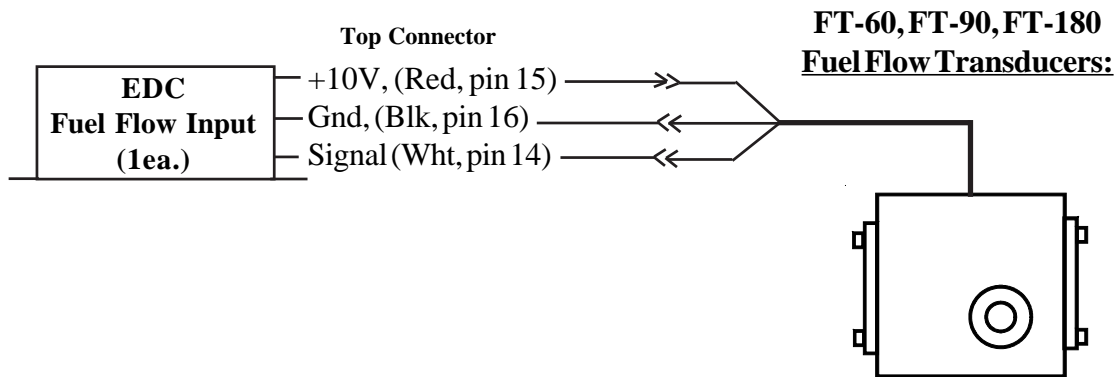 FT-60, FT-90, FT-180
Fuel Flow Transducers:
Top Connector
EDC
Fuel Flow Input
(1ea.)
+10V, (Red, pin 15)
Gnd, (Blk, pin 16)
Signal (Wht, pin 14)